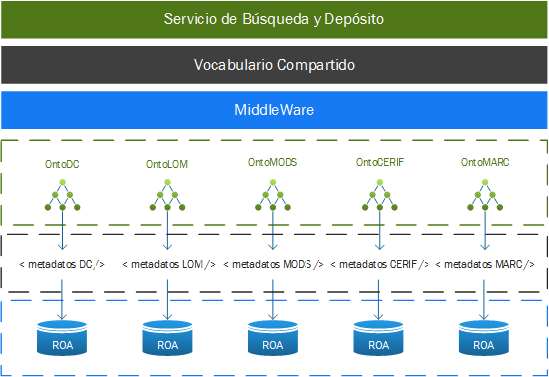 Servicio de Búsqueda y Depósito
Vocabulario Compartido
MiddleWare
OntoDC OntoLOM OntoMODS OntoCERIF OntoMARC
< metadatos DC/> < metadatos LOM/> < metadatos MODS /> < metadatos CERIF/> < metadatos MARC/>
ROA ROA ROA ROA ROA